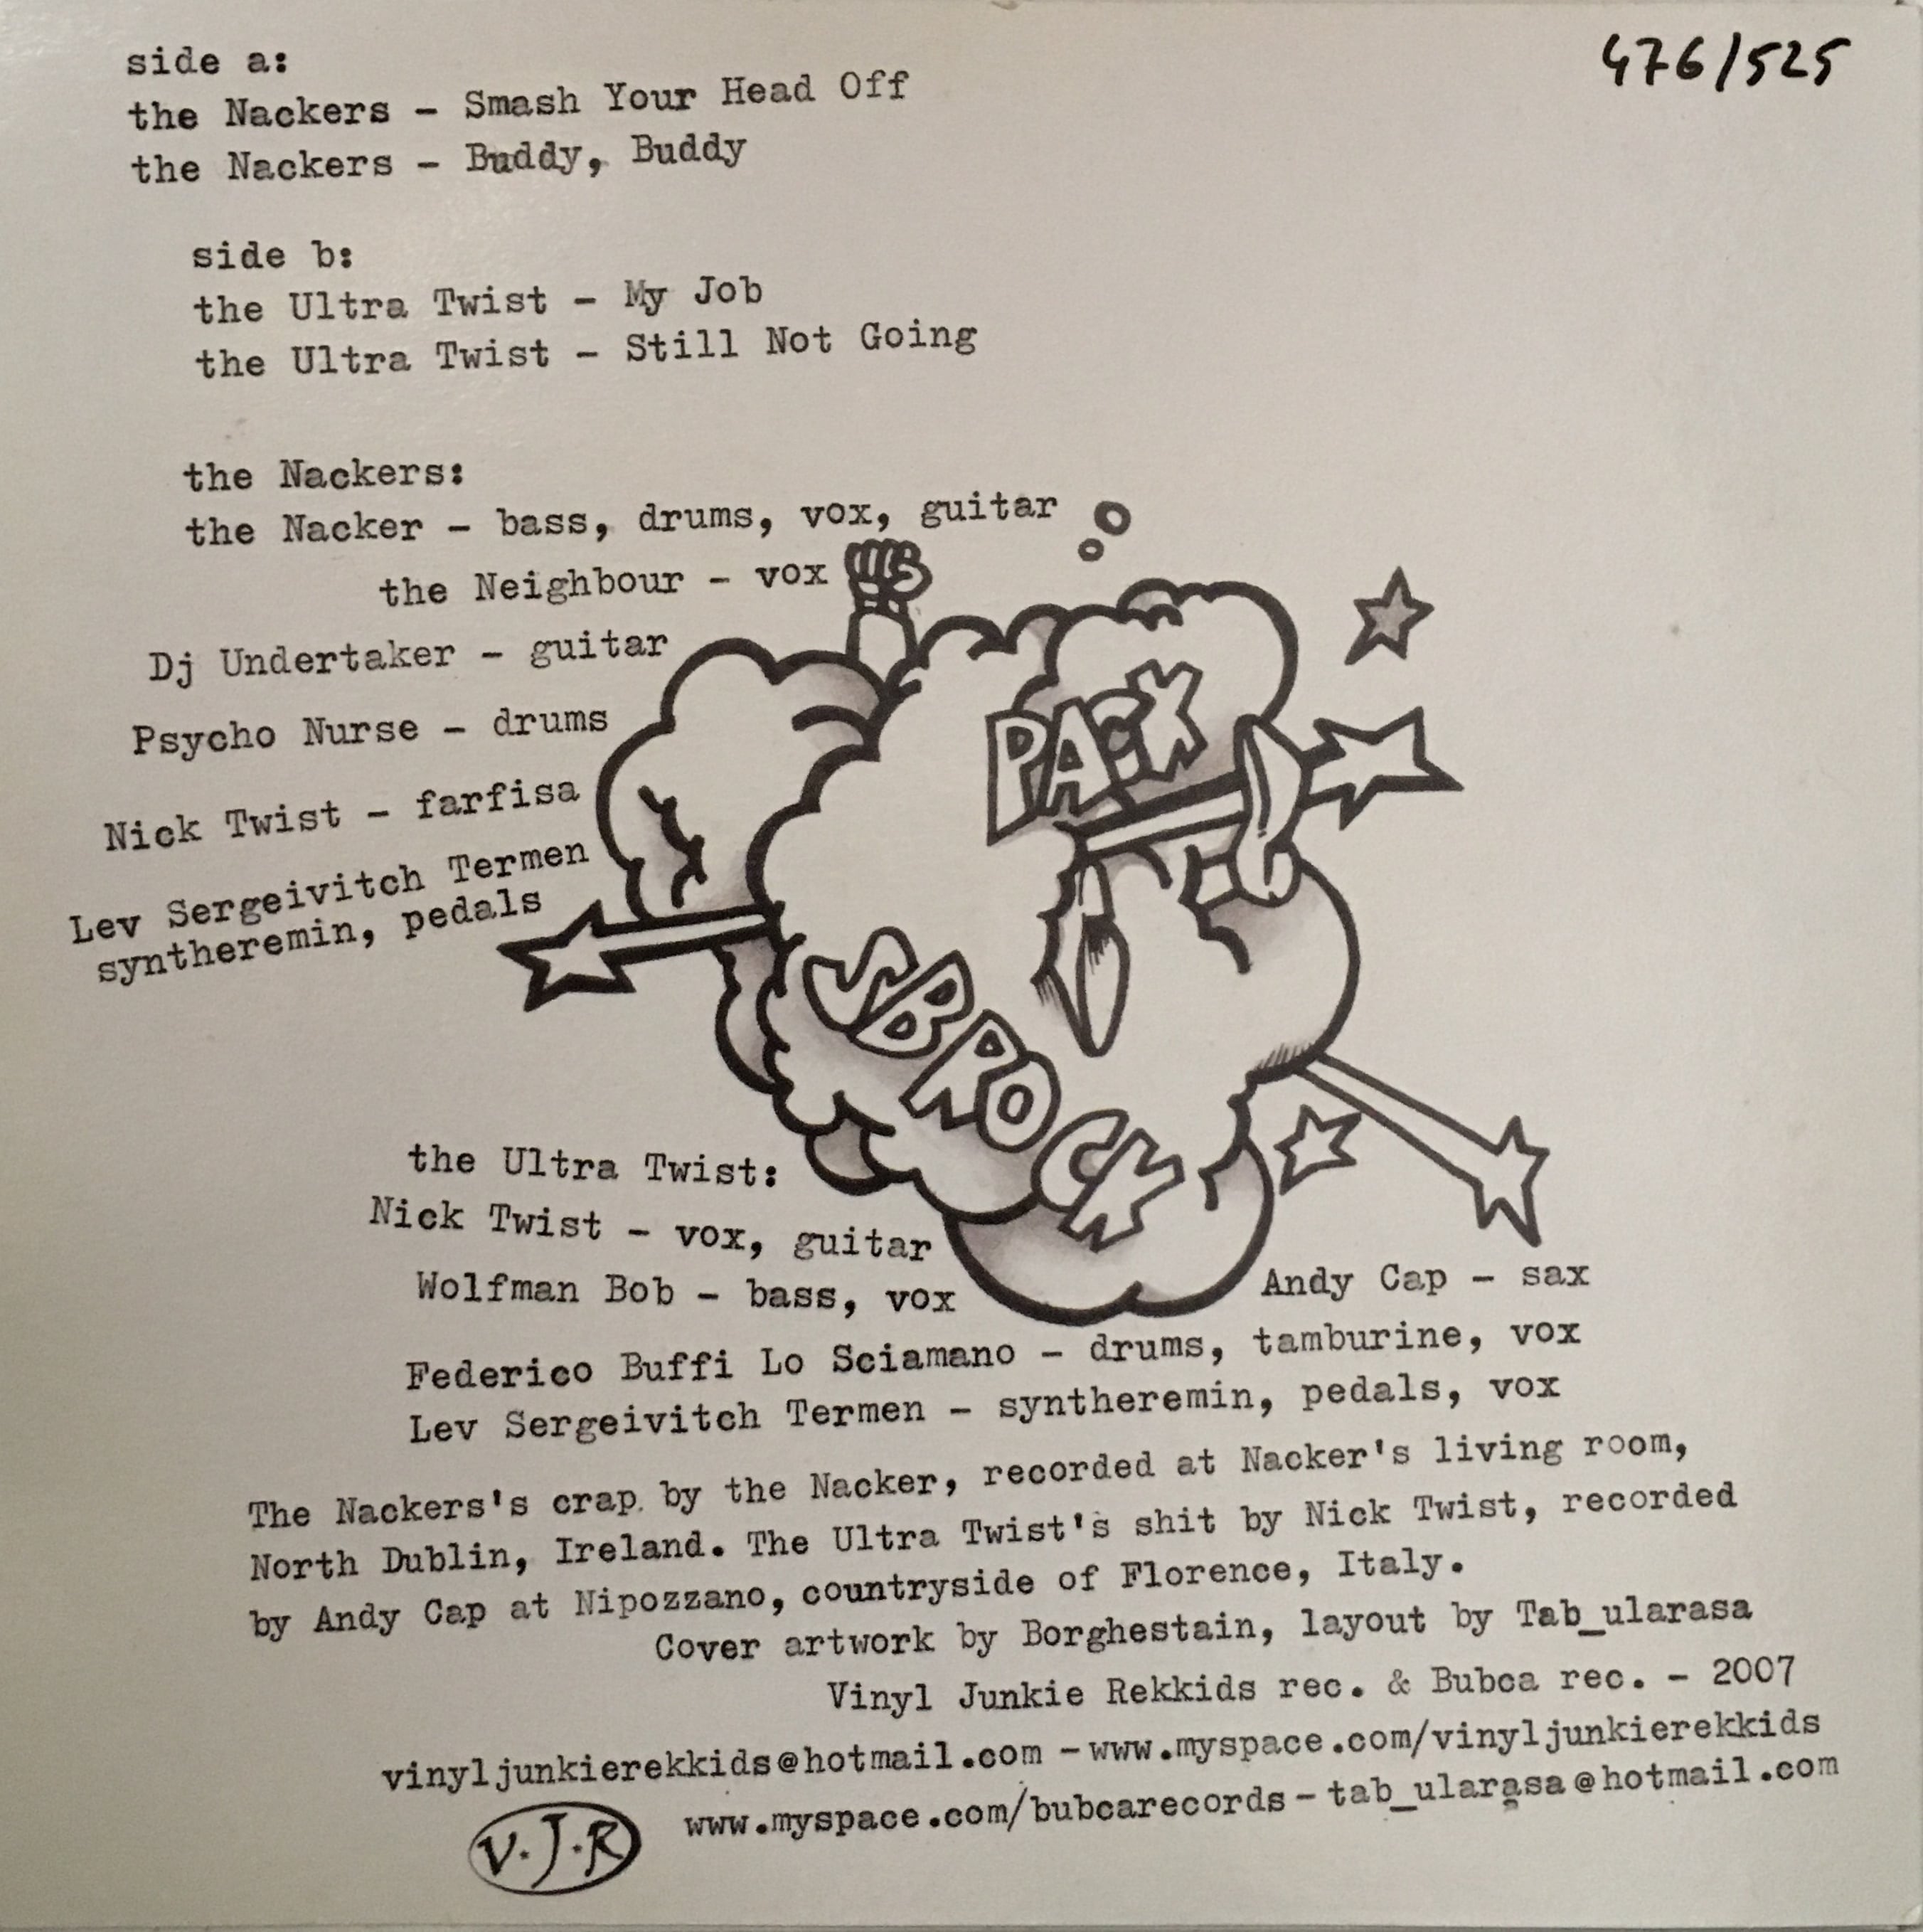 476/525
side a:
the Nackers - Smash Your Head Off
the Nackers - Buddy, Buddy
side b:
the Ultra Twist - My Job
the Ultra Twist - Still Not Going
the Nackers:
the Nacker - bass, drums, vox, guitar
the Neighbour - vox
Dj Undertaker - guitar
Psycho Nurse - drums
Nick Twist - farfisa
Lev Sergeivitch Termen
syntheremin, pedals
PACK
SBROCK
the Ultra Twist:
Nick Twist - vox, guitar
Wolfman Bob - bass, vox
Andy Cap - sax
Federico Buffi Lo Sciamano - drums, tamburine, vox
Lev Sergeivitch Termen - syntheremin, pedals, vox
The Nackers's crap by the Nacker, recorded at Nacker's living room,
North Dublin, Ireland. The Ultra Twist's shit by Nick Twist, recorded
by Andy Cap at Nipozzano, countryside of Florence, Italy.
Cover artwork by Borghestain, layout by Tab_ularasa
Vinyl Junkie Rekkids rec. & Bubca rec. - 2007
vinyljunkierekkids@hotmail.com - www.myspace.com/vinyljunkierekkids
www.myspace.com/bubcarecords - tab_ularasa@hotmail.com
V.J.R